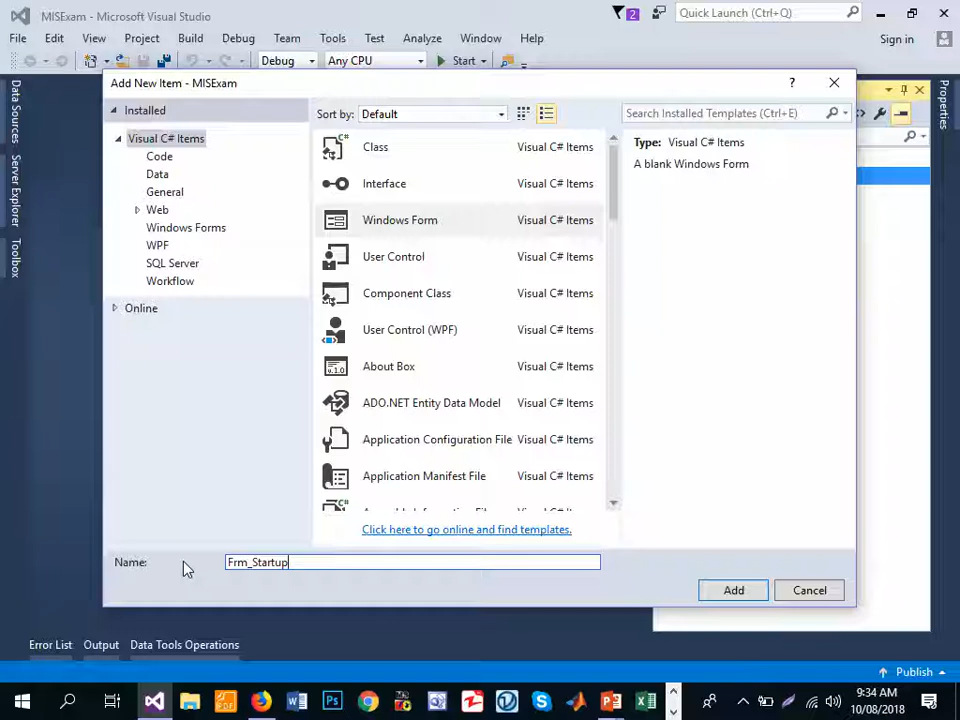 MISExam - Microsoft Visual Studio
2
Quick Launch (Ctrl+Q)
File Edit View Project Build Debug Team Tools Test Analyze Window Help Sign in
Debug Any CPU Start
Add New Item - MISExam
?
Installed
Sort by: Default
Search Installed Templates (Ctrl+E)
Visual C# Items
Code
Data
General
Web
Windows Forms
WPF
SQL Server
Workflow
Online
Class Visual C# Items
Interface Visual C# Items
Windows Form Visual C# Items
User Control Visual C# Items
Component Class Visual C# Items
User Control (WPF) Visual C# Items
About Box Visual C# Items
ADO.NET Entity Data Model Visual C# Items
Application Configuration File Visual C# Items
Application Manifest File Visual C# Items
Click here to go online and find templates.
Type: Visual C# Items
A blank Windows Form
Name: Frm_Startup
Add Cancel
Data Sources
Server Explorer
Toolbox
Properties
Error List Output Data Tools Operations
Publish
9:34 AM
10/08/2018